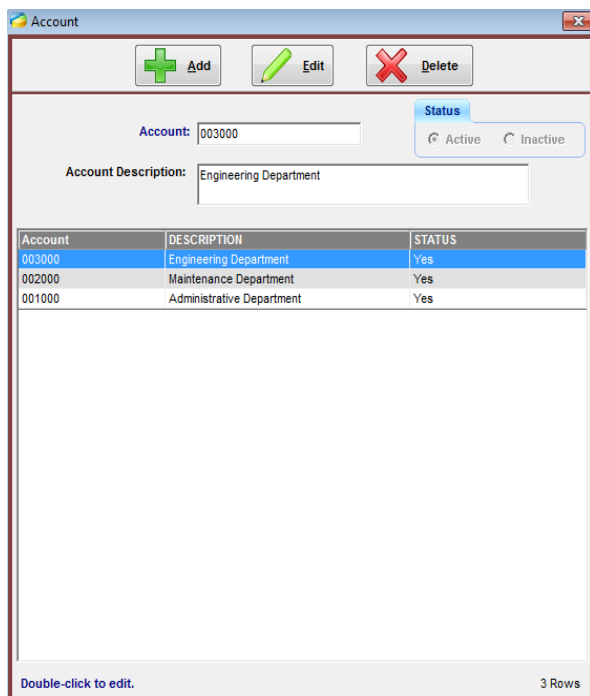 Account
Add Edit Delete
Status
Account: 003000
Active Inactive
Account Description: Engineering Department
Account DESCRIPTION STATUS
003000 Engineering Department Yes
002000 Maintenance Department Yes
001000 Administrative Department Yes
Double-click to edit. 3 Rows